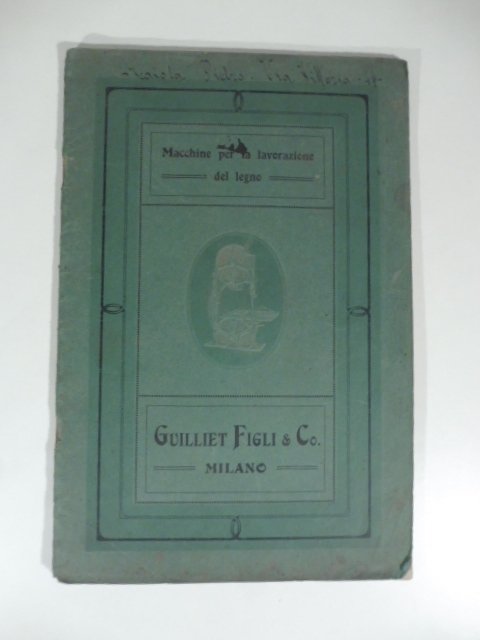 Macchine per la lavorazione
del legno
GUILLIET FIGLI & CO.
MILANO